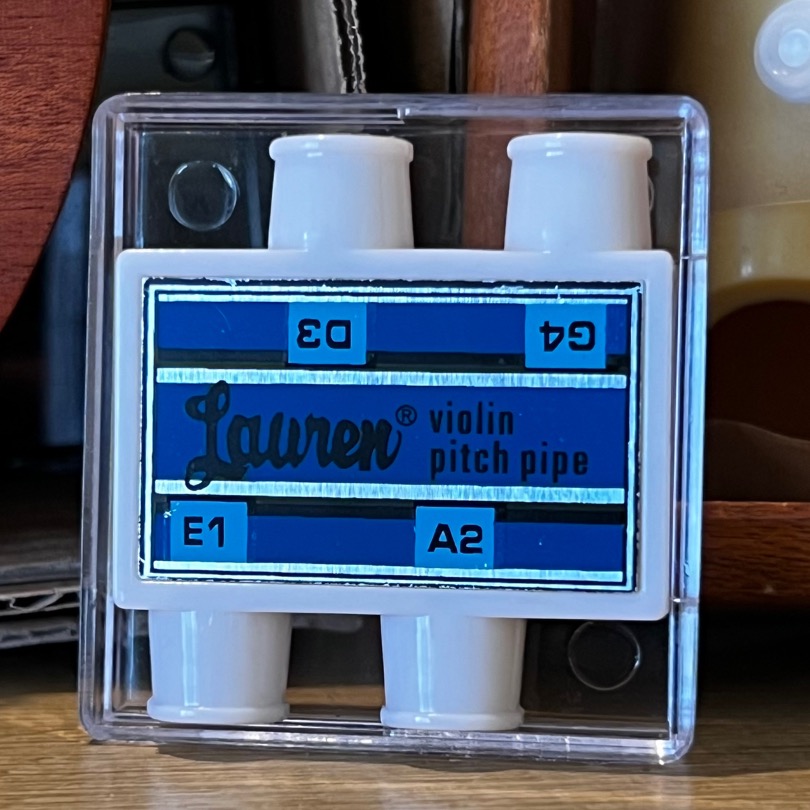 D3 G4
Lauren® violin
pitch pipe
E1 A2